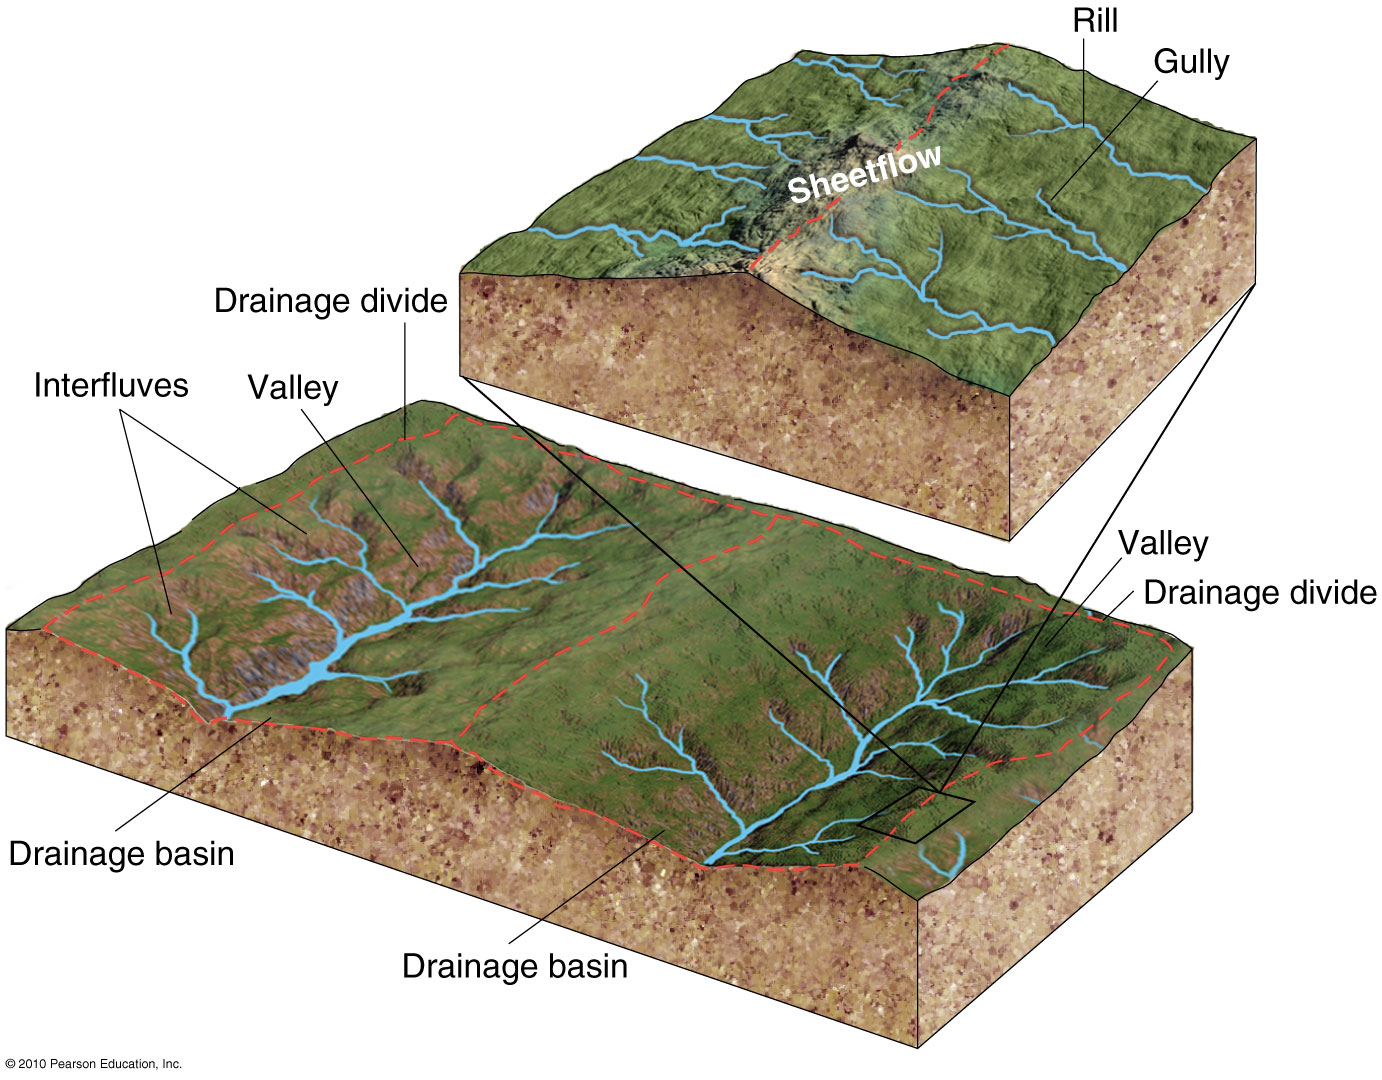 Rill
Gully
Sheetflow
Drainage divide
Interfluves
Valley
Valley
Drainage divide
Drainage basin
Drainage basin
© 2010 Pearson Education, Inc.